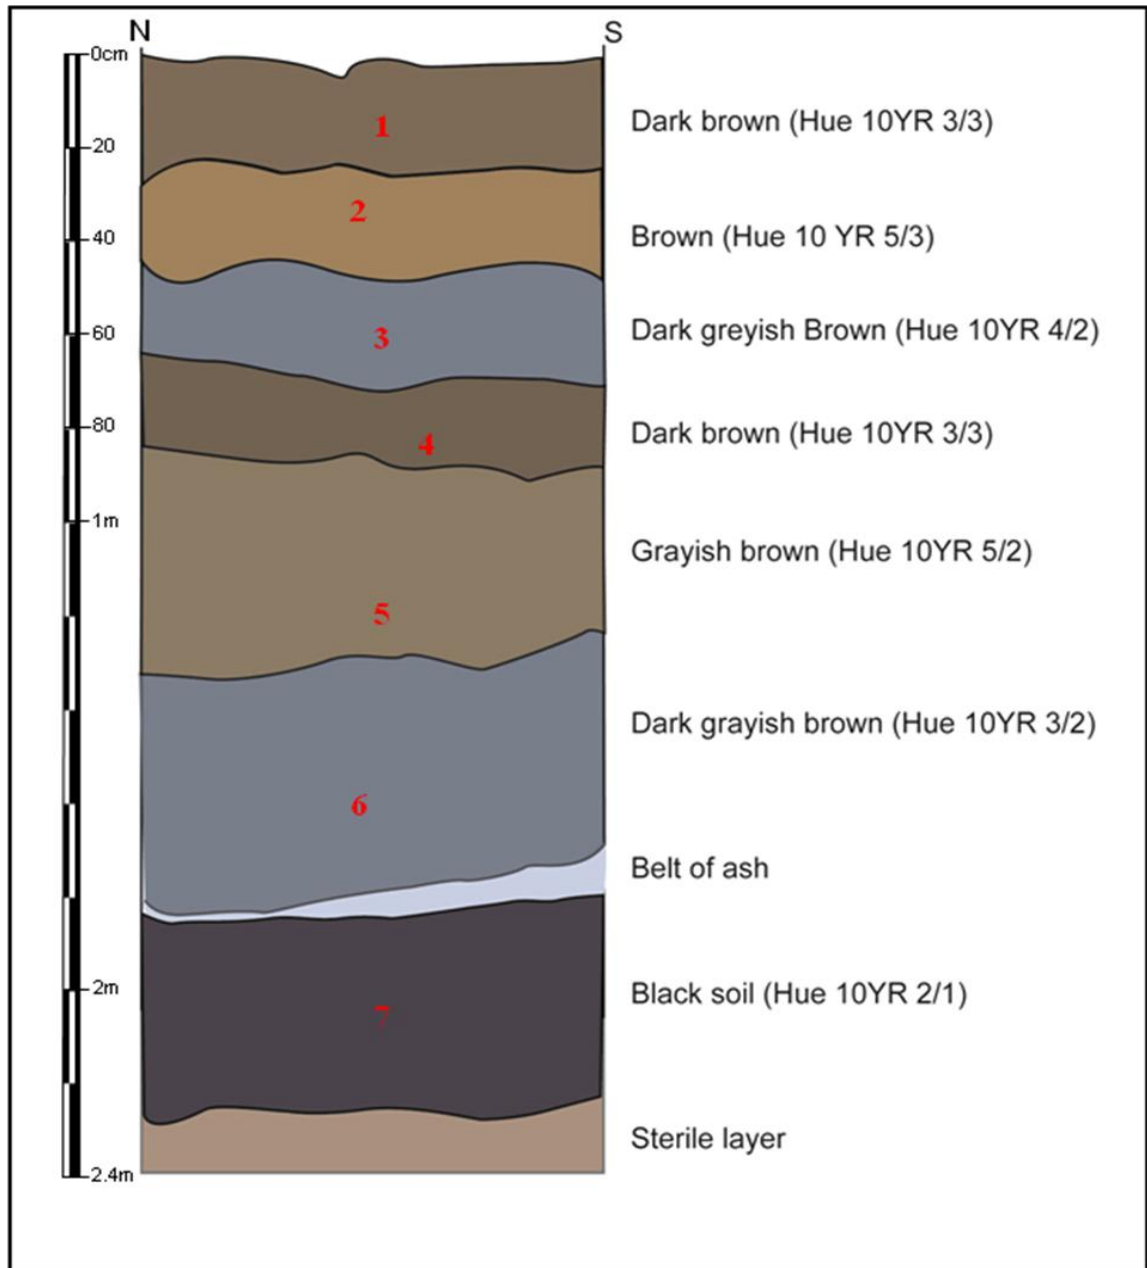 N
S
0cm
1
Dark brown (Hue 10YR 3/3)
20
2
40
Brown (Hue 10 YR 5/3)
3
60
Dark greyish Brown (Hue 10YR 4/2)
80
4
Dark brown (Hue 10YR 3/3)
1m
Grayish brown (Hue 10YR 5/2)
5
Dark grayish brown (Hue 10YR 3/2)
6
Belt of ash
2m
Black soil (Hue 10YR 2/1)
7
Sterile layer
2.4m